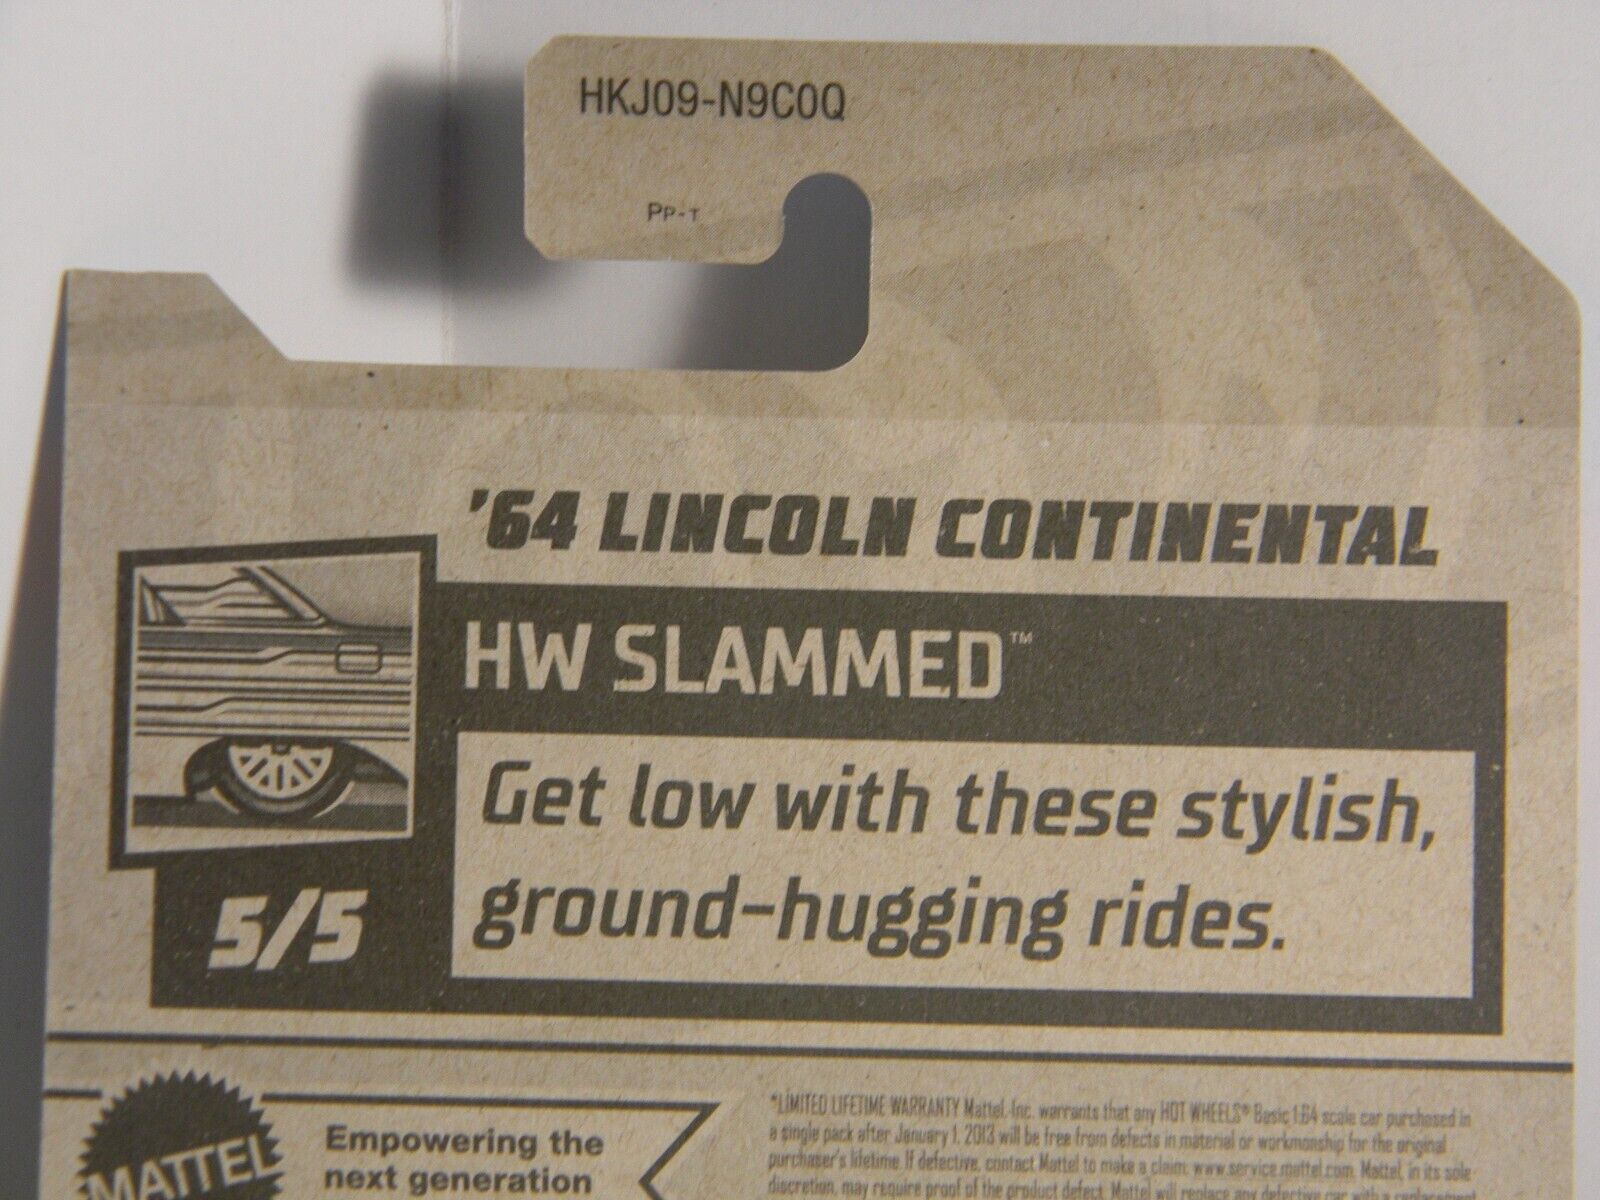 HKJ09-N9C0Q
PP-T
'64 LINCOLN CONTINENTAL
HW SLAMMED™
Get low with these stylish,
ground-hugging rides.
5/5
MATTEL
Empowering the
next generation
*LIMITED LIFETIME WARRANTY Mattel, Inc. warrants that any HOT WHEELS® Basic 1:64 scale car purchased in
a single pack after January 1, 2013 will be free from defects in material or workmanship for the original
purchaser's lifetime. If defective, contact Mattel to make a claim: www.service.mattel.com. Mattel, in its sole
discretion, may require proof of the product defect. Mattel will replace any defective car with a replacement